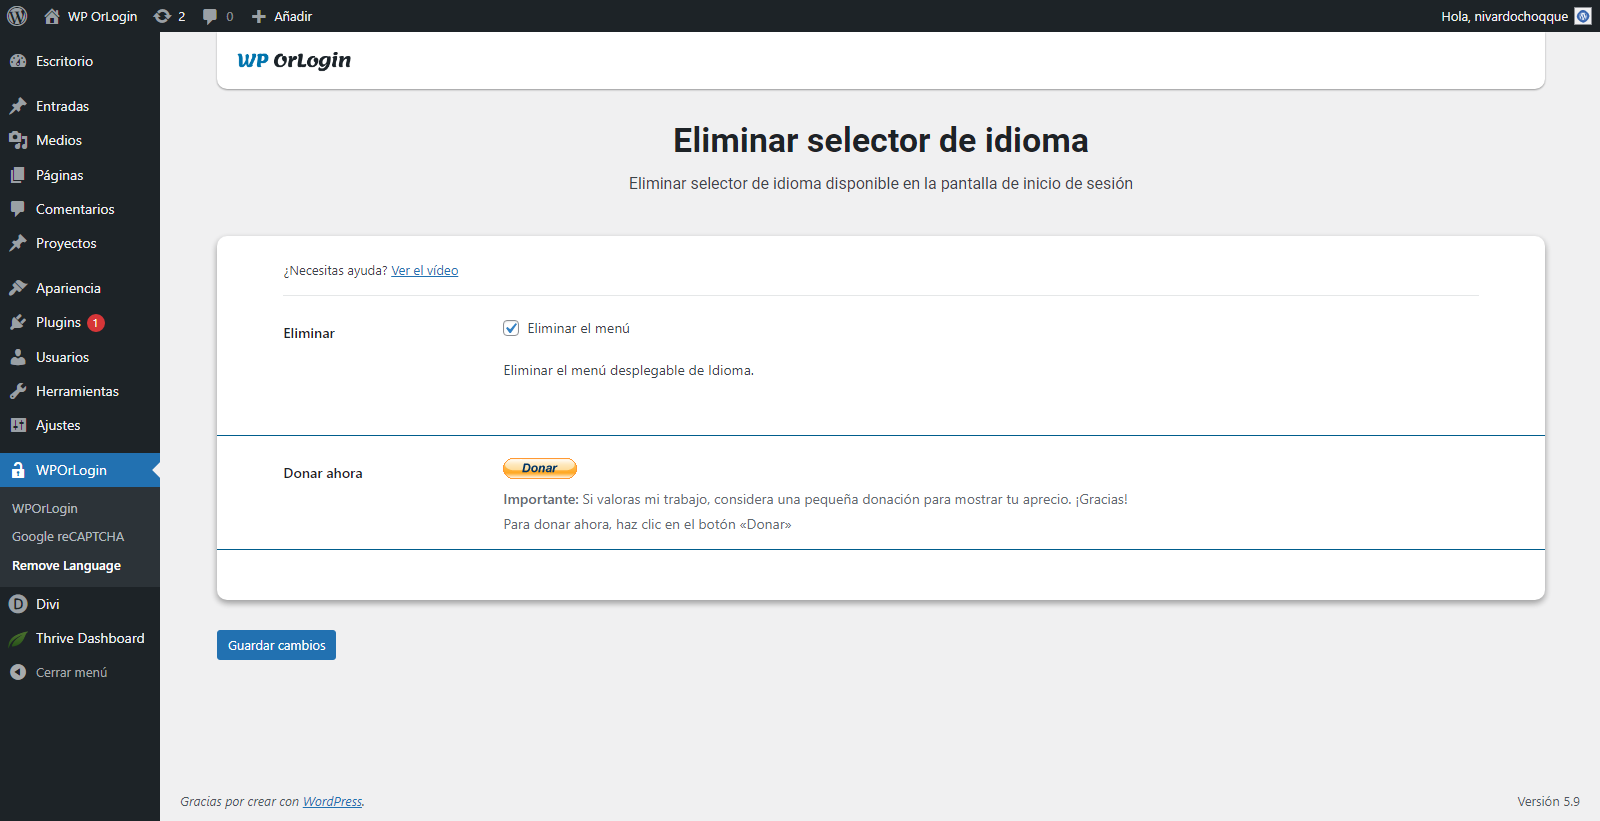 WP OrLogin
2
0
Añadir
Hola, nivardochoqque
Escritorio
Entradas
Medios
Páginas
Comentarios
Proyectos
Apariencia
Plugins 1
Usuarios
Herramientas
Ajustes
WPOrLogin
WPOrLogin
Google reCAPTCHA
Remove Language
D Divi
Thrive Dashboard
Cerrar menú
WP OrLogin
Eliminar selector de idioma
Eliminar selector de idioma disponible en la pantalla de inicio de sesión
¿Necesitas ayuda? Ver el vídeo
Eliminar
Eliminar el menú
Eliminar el menú desplegable de Idioma.
Donar ahora
Donar
Importante: Si valoras mi trabajo, considera una pequeña donación para mostrar tu aprecio. ¡Gracias!
Para donar ahora, haz clic en el botón «Donar»
Guardar cambios
Gracias por crear con WordPress.
Versión 5.9